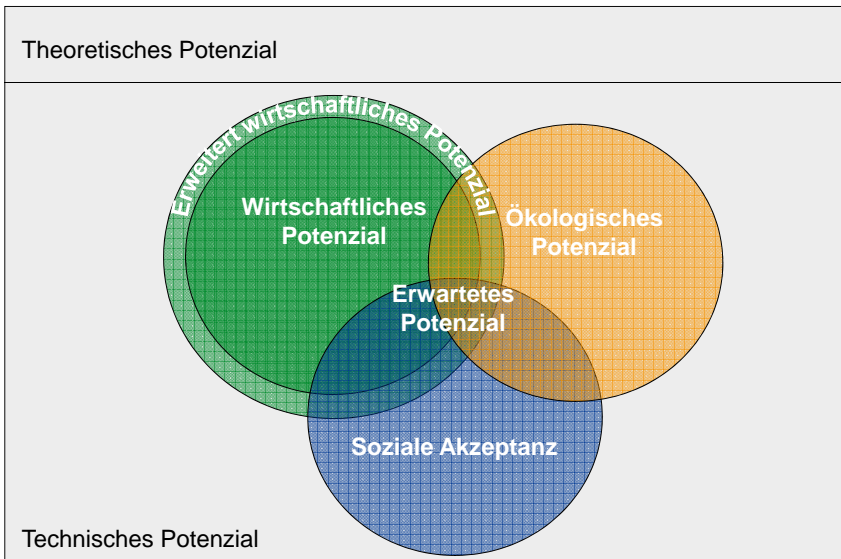 Theoretisches Potenzial
Erweitert wirtschaftliches Potenzial
Wirtschaftliches
Potenzial
Ökologisches
Potenzial
Erwartetes
Potenzial
Soziale Akzeptanz
Technisches Potenzial